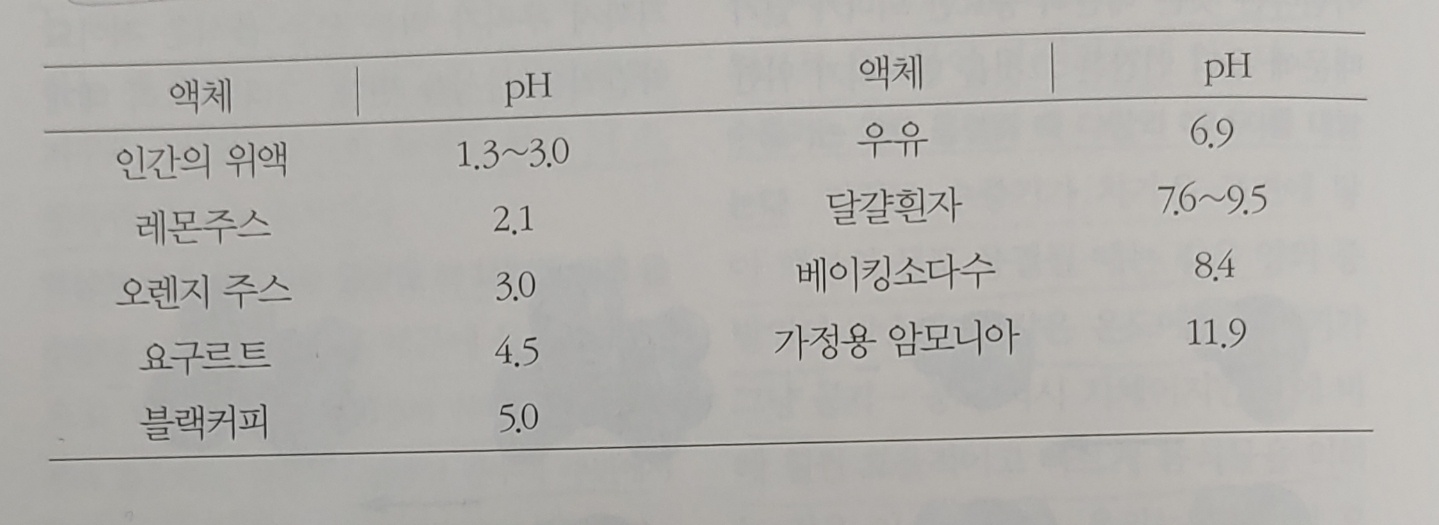 액체 | pH 액체 | pH
인간의 위액 1.3~3.0 우유 6.9
레몬주스 2.1 달걀흰자 7.6~9.5
오렌지 주스 3.0 베이킹소다수 8.4
요구르트 4.5 가정용 암모니아 11.9
블랙커피 5.0